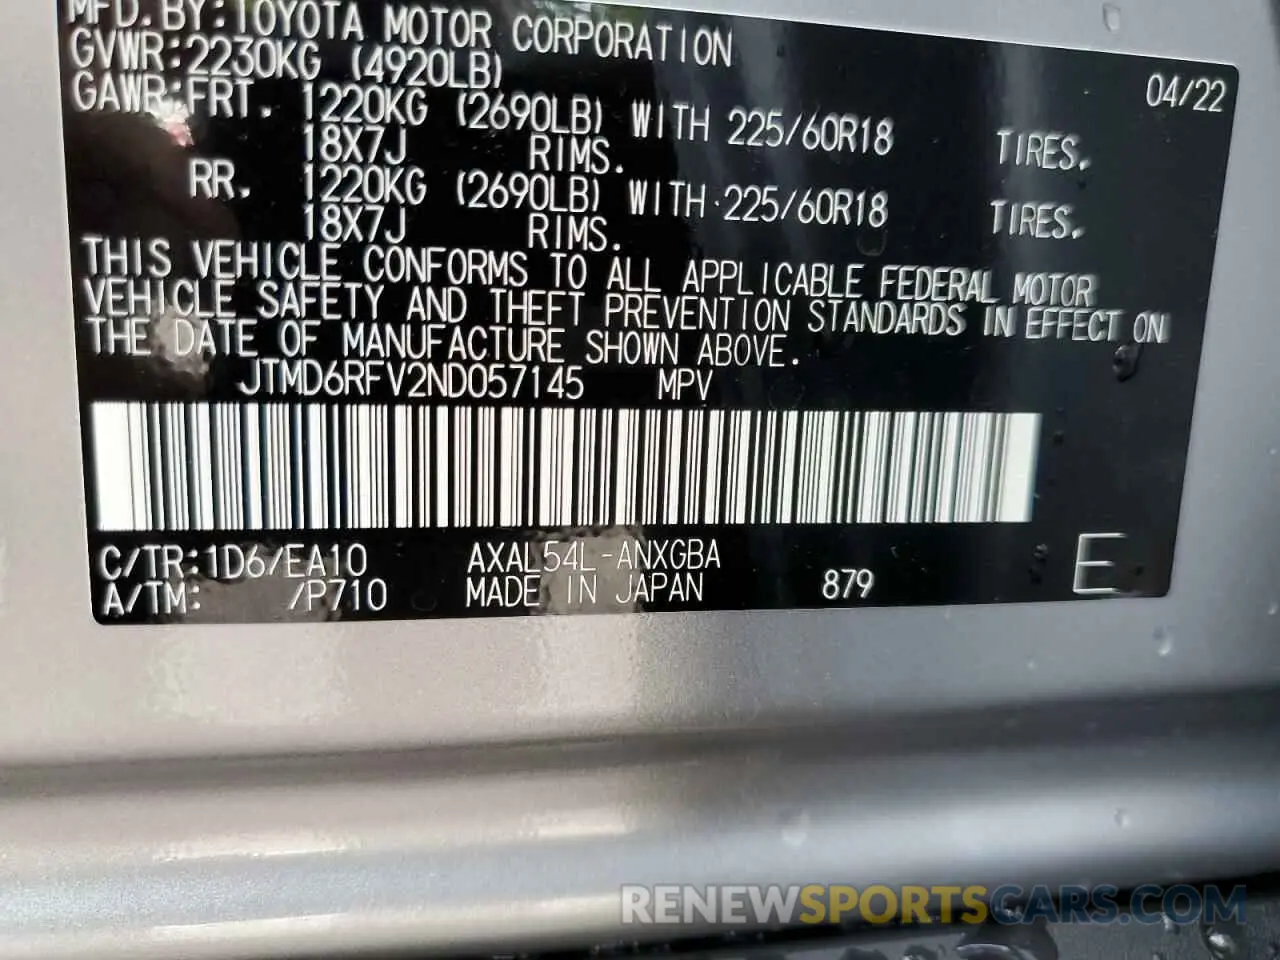 MFD.BY:TOYOTA MOTOR CORPORATION
GVWR:2230KG (4920LB) 04/22
GAWR:FRT. 1220KG (2690LB) WITH 225/60R18 TIRES.
18X7J RIMS.
RR. 1220KG (2690LB) WITH 225/60R18 TIRES.
18X7J RIMS.
THIS VEHICLE CONFORMS TO ALL APPLICABLE FEDERAL MOTOR
VEHICLE SAFETY AND THEFT PREVENTION STANDARDS IN EFFECT ON
THE DATE OF MANUFACTURE SHOWN ABOVE.
JTMD6RFV2ND057145 MPV
C/TR:1D6/EA10 AXAL54L-ANXGBA
A/TM: /P710 MADE IN JAPAN 879 E
RENEWSPORTSCARS.COM